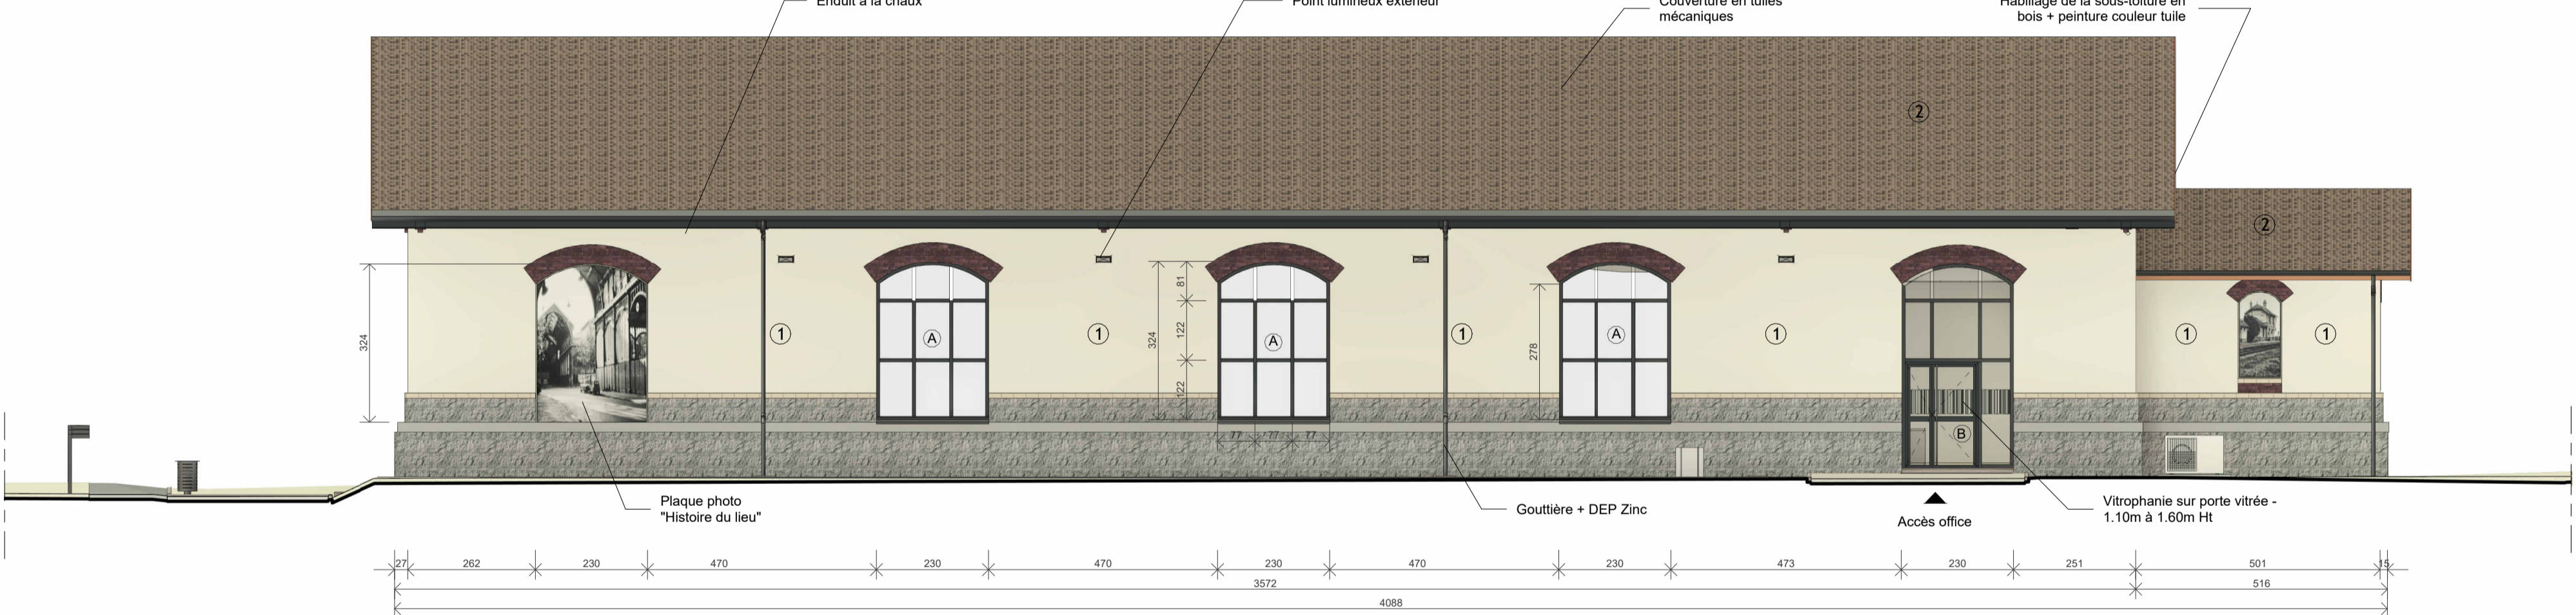 Enduit à la chaux
Point lumineux extérieur
Couverture en tuiles
mécaniques
Habillage de la sous-toiture en
bois + peinture couleur tuile
2
2
324
1
A
1
324
81
122
122
A
77 77 77
1
278
A
1
B
1
1
Plaque photo
"Histoire du lieu"
Gouttière + DEP Zinc
Accès office
Vitrophanie sur porte vitrée -
1.10m à 1.60m Ht
27 262 230 470 230 470 230 470 230 473 230 251 501 15
3572 516
4088